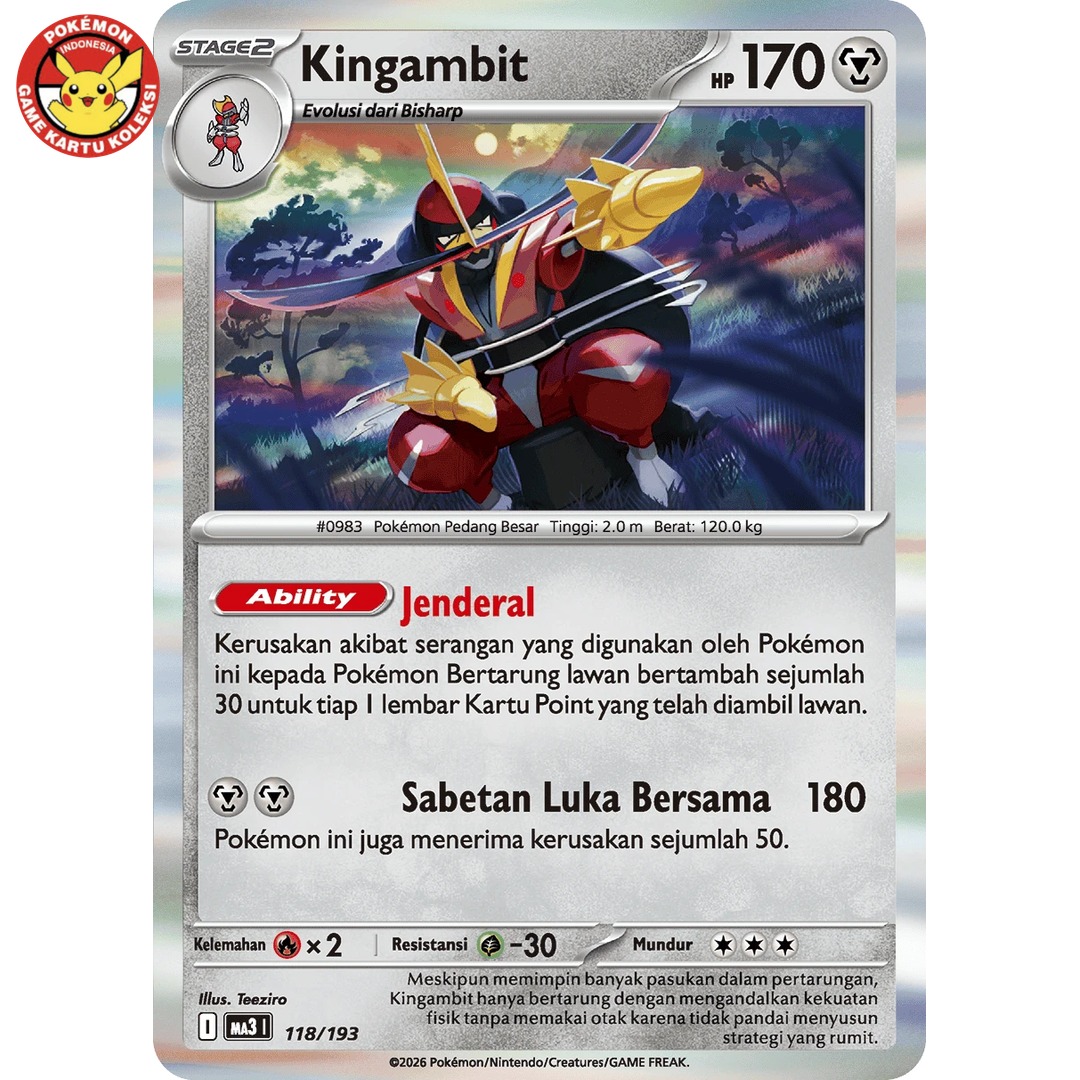 POKÉMON
INDONESIA
GAME KARTU KOLEKSI
STAGE2
Kingambit
HP 170
Evolusi dari Bisharp
#0983 Pokémon Pedang Besar Tinggi: 2.0 m Berat: 120.0 kg
Ability Jenderal
Kerusakan akibat serangan yang digunakan oleh Pokémon
ini kepada Pokémon Bertarung lawan bertambah sejumlah
30 untuk tiap 1 lembar Kartu Point yang telah diambil lawan.
Sabetan Luka Bersama 180
Pokémon ini juga menerima kerusakan sejumlah 50.
Kelemahan ×2 Resistansi -30 Mundur
Meskipun memimpin banyak pasukan dalam pertarungan,
Kingambit hanya bertarung dengan mengandalkan kekuatan
fisik tanpa memakai otak karena tidak pandai menyusun
strategi yang rumit.
Illus. Teeziro
I MA3 I 118/193
©2026 Pokémon/Nintendo/Creatures/GAME FREAK.